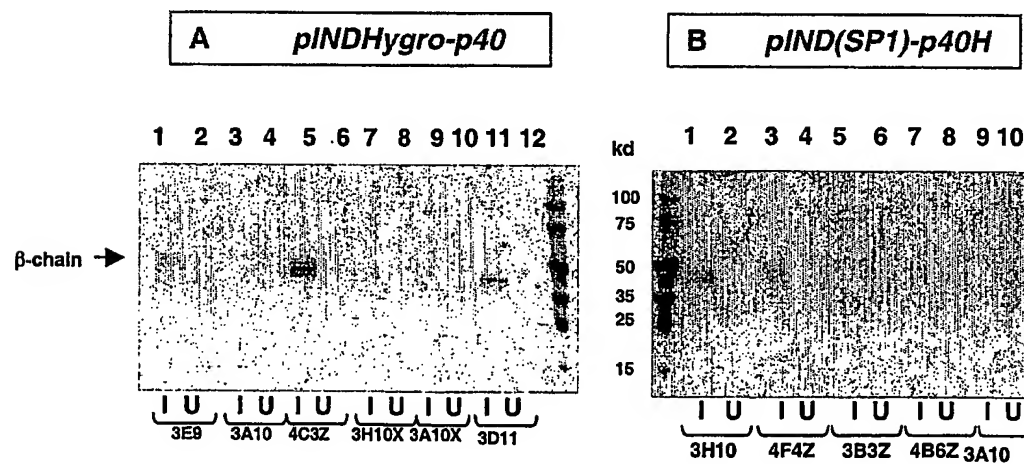 A pINDHygro-p40
B pIND(SP1)-p40H
1 2 3 4 5 6 7 8 9 10 11 12
kd
1 2 3 4 5 6 7 8 9 10
β-chain
100
75
50
35
25
15
I U I U I U I U I U I U
3E9 3A10 4C3Z 3H10X 3A10X 3D11
I U I U I U I U I U
3H10 4F4Z 3B3Z 4B6Z 3A10